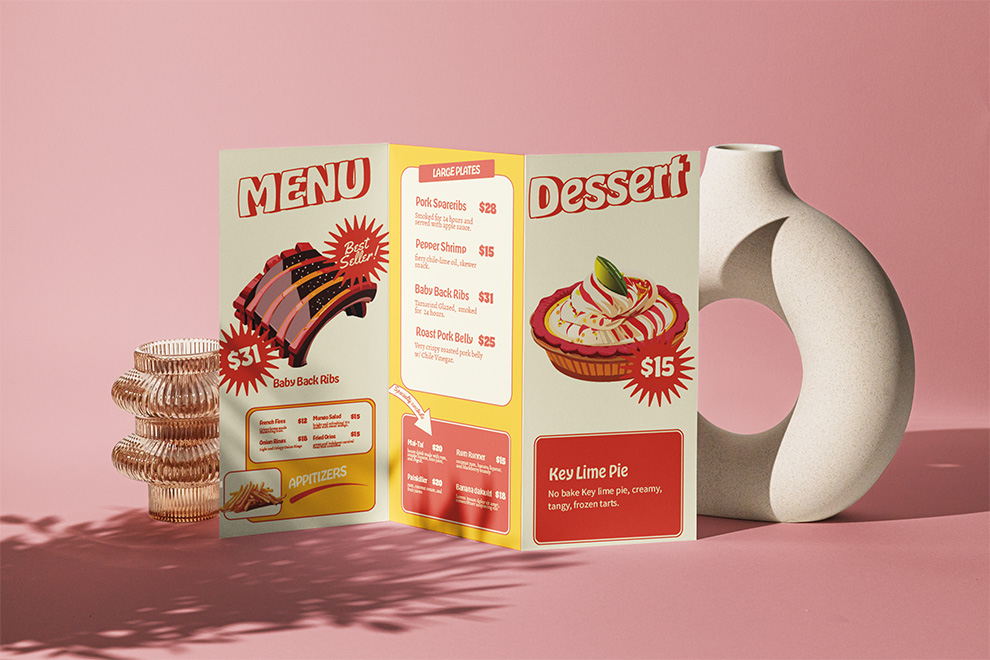 MENU
Best
Seller!
$31
Baby Back Ribs
French Fires $12
Mango Salad $15
Onion Rings $15
Fried Ories $15
APPITIZERS
LARGE PLATES
Pork Spareribs $28
Smoked for 24 hours and
served with apple sauce.
Pepper Shrimp $15
fiery chile-lime oil, skewer
snack.
Baby Back Ribs $31
Tamarind Glazed, smoked
for 24 hours.
Roast Pork Belly $25
Very crispy roasted pork belly
w/ Chile Vinegar.
Mai-Tai $20
Rum Runner $15
Painkiller $20
Banana daikuid $18
Dessert
$15
Key Lime Pie
No bake Key lime pie, creamy,
tangy, frozen tarts.